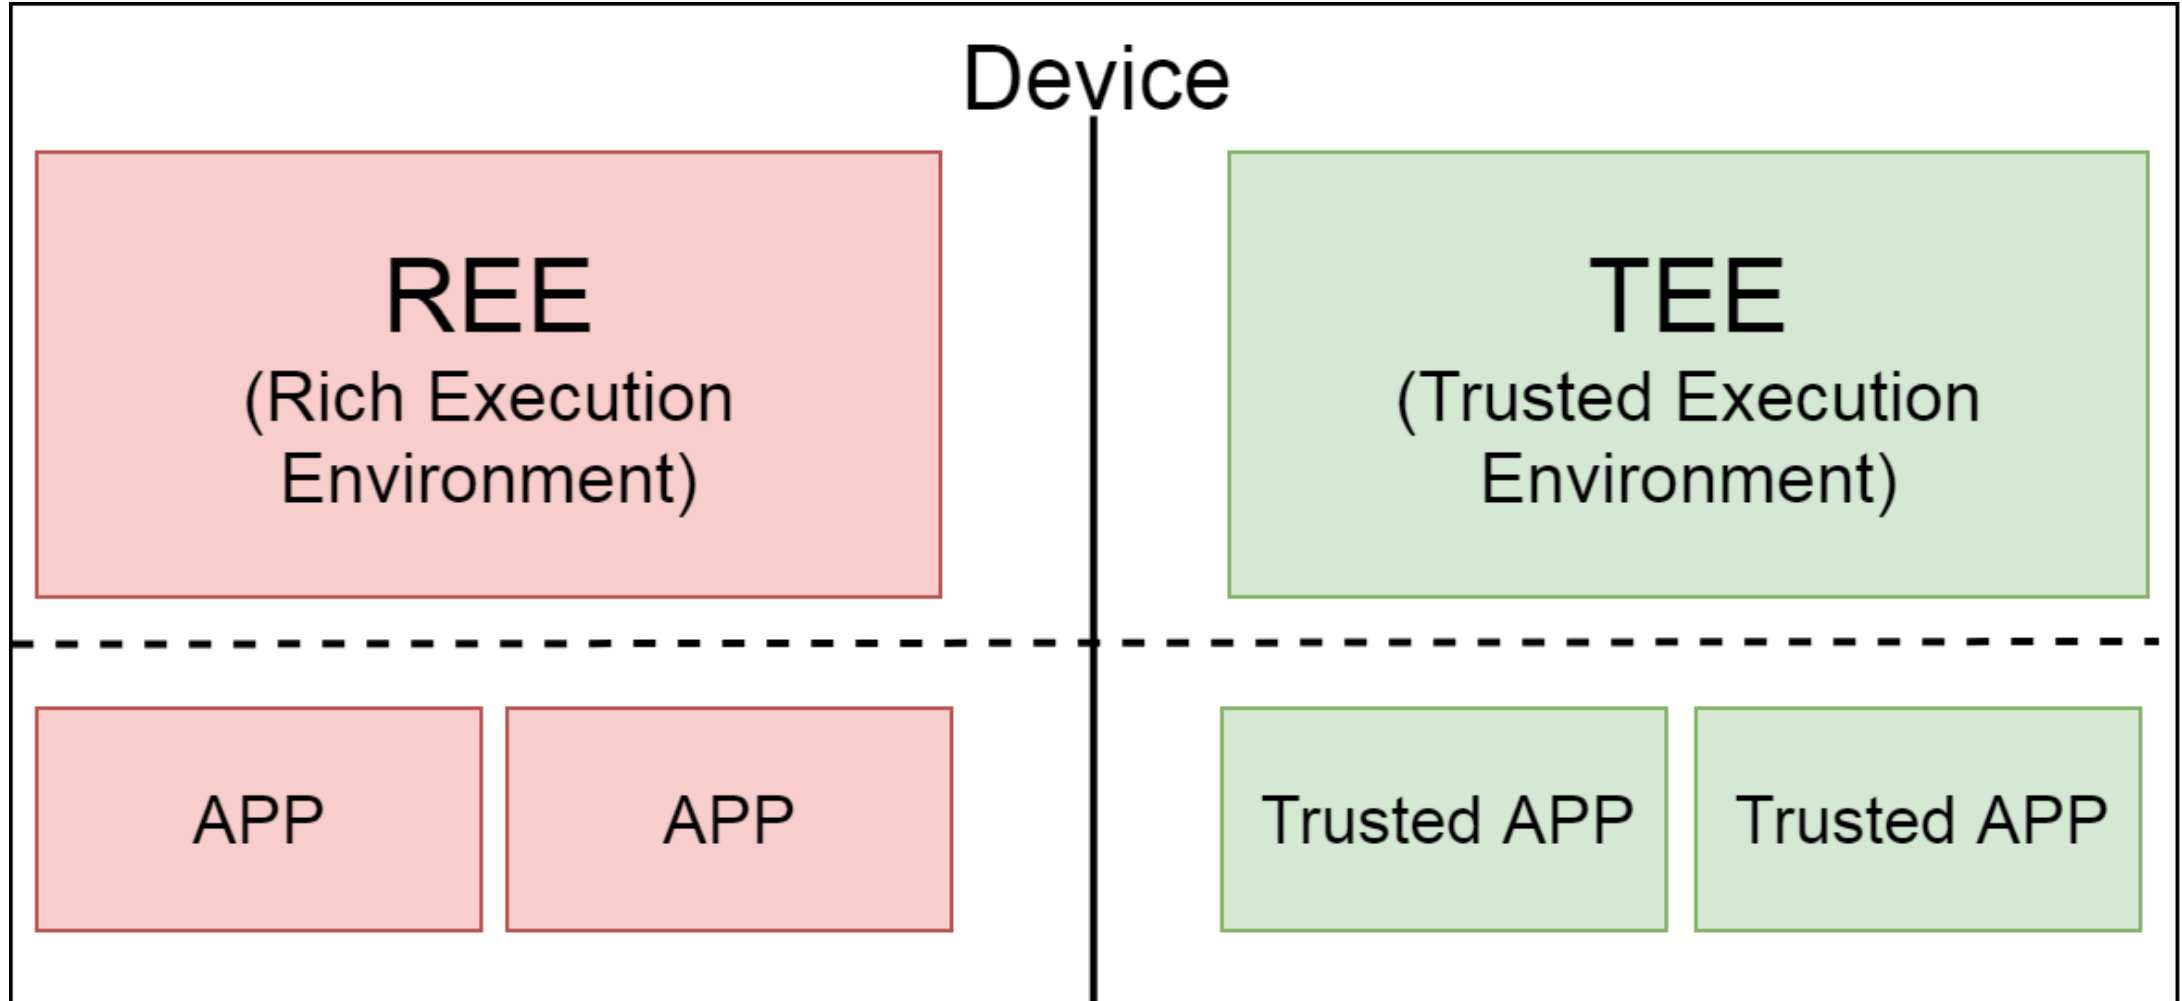 Device
REE
(Rich Execution
Environment)
TEE
(Trusted Execution
Environment)
APP
APP
Trusted APP
Trusted APP